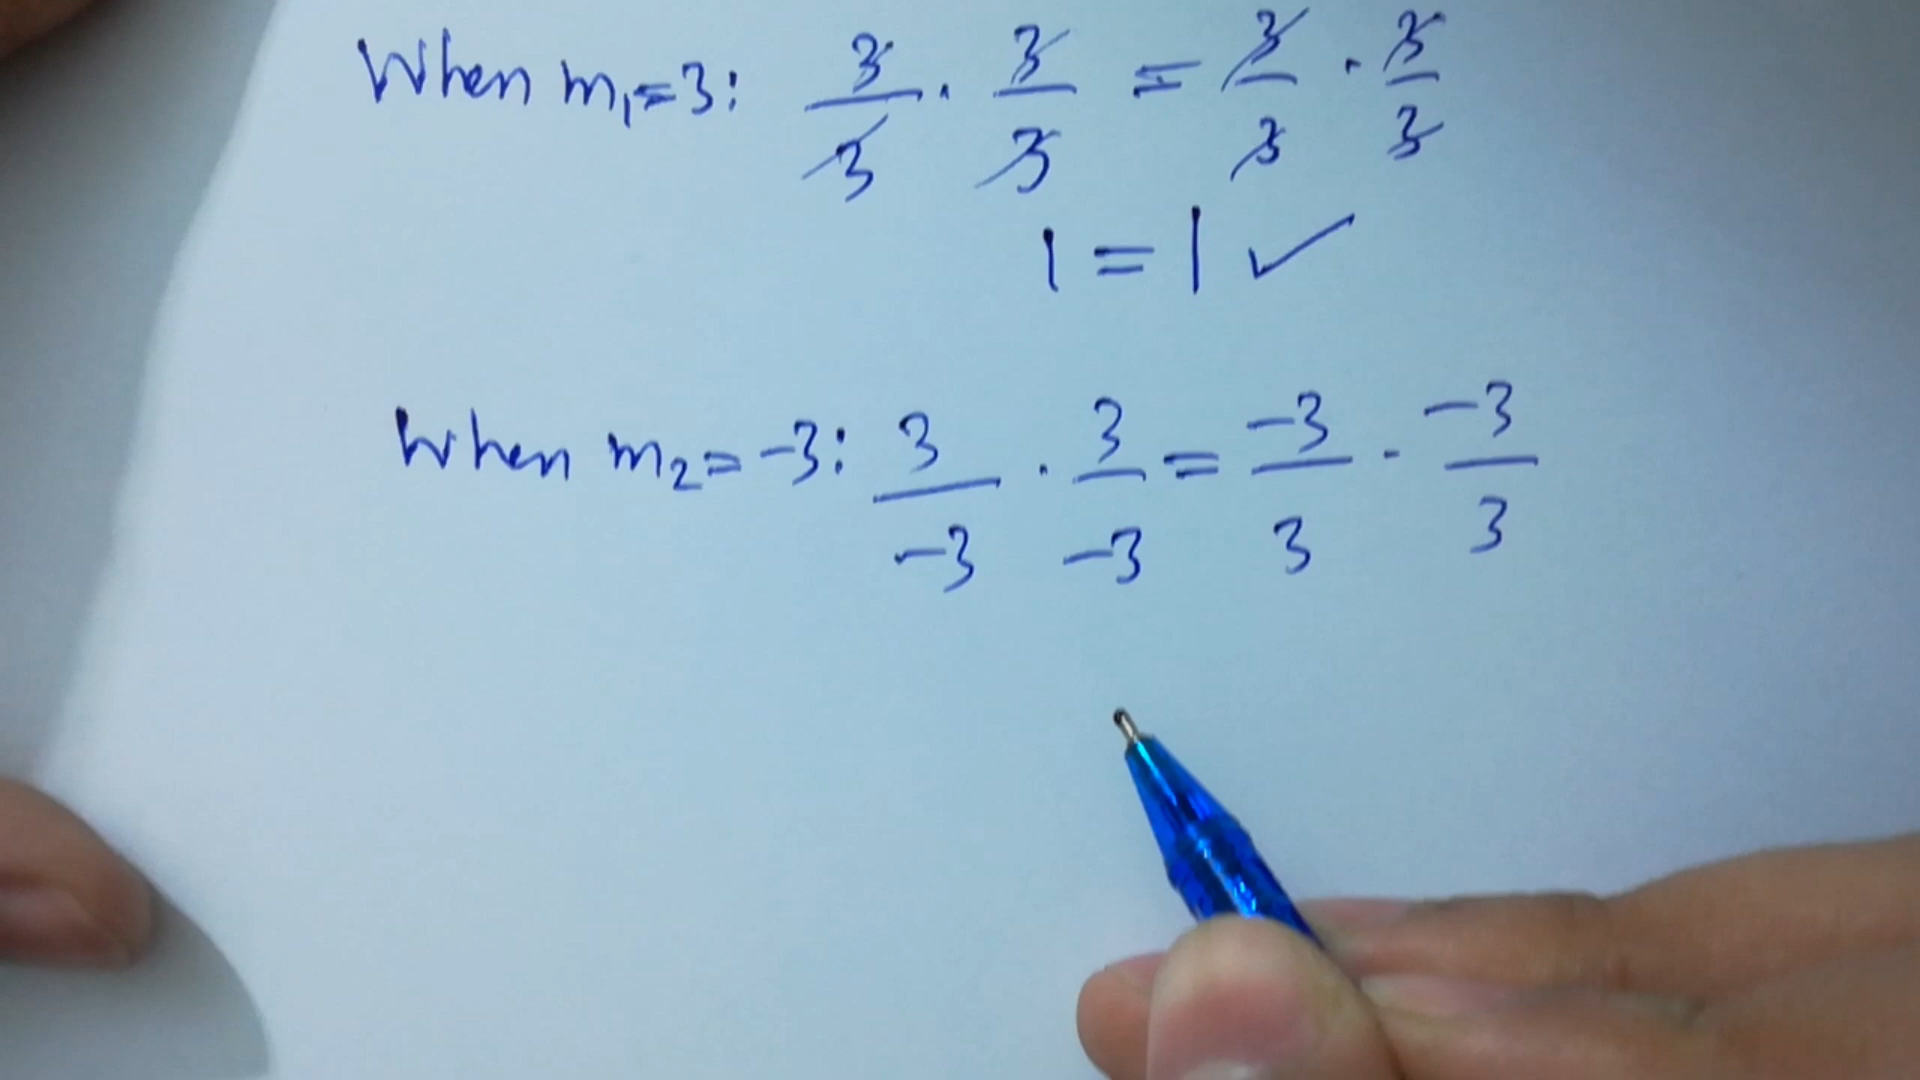 When m₁=3: 3/3 · 3/3 = 3/3 · 3/3
1 = 1 ✓
When m₂=-3: 3/-3 · 3/-3 = -3/3 · -3/3